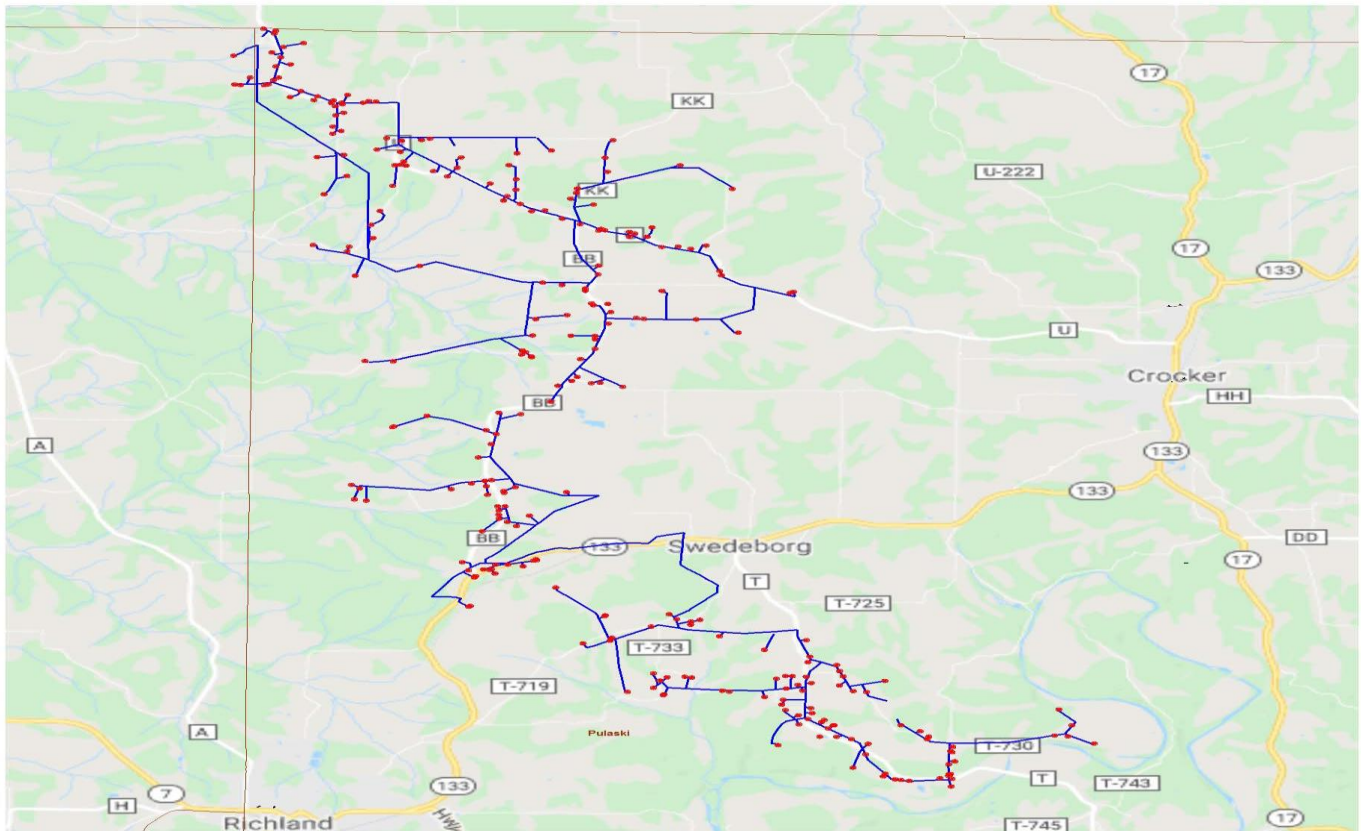 17
KK
U-222
KK
17
133
BB
U
Crocker
HH
BB
A
133
133
DD
BB
133
Swedeborg
17
T
T-725
T-733
T-719
Pulaski
A
T-730
T
T-743
133
7
H
Richland
17
T-745